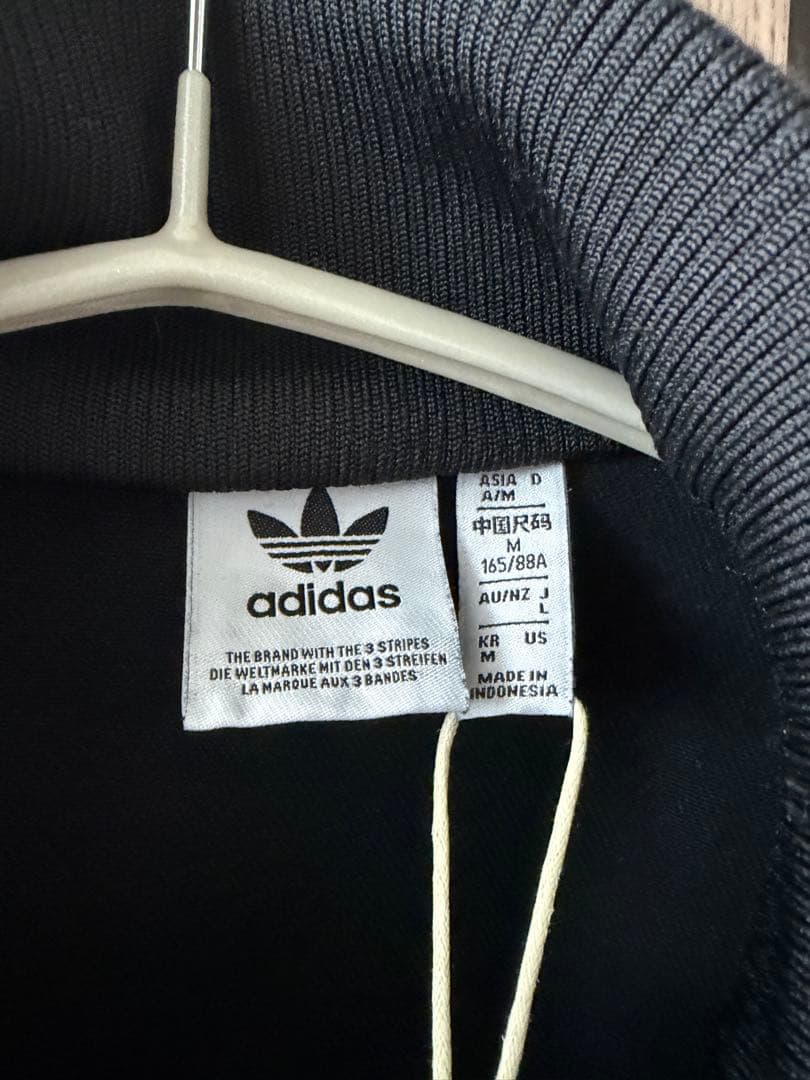 adidas
THE BRAND WITH THE 3 STRIPES
DIE WELTMARKE MIT DEN 3 STREIFEN
LA MARQUE AUX 3 BANDES
ASIA D
A/M
中国尺码
M
165/88A
AU/NZ J
L
KR US
M
MADE IN
INDONESIA